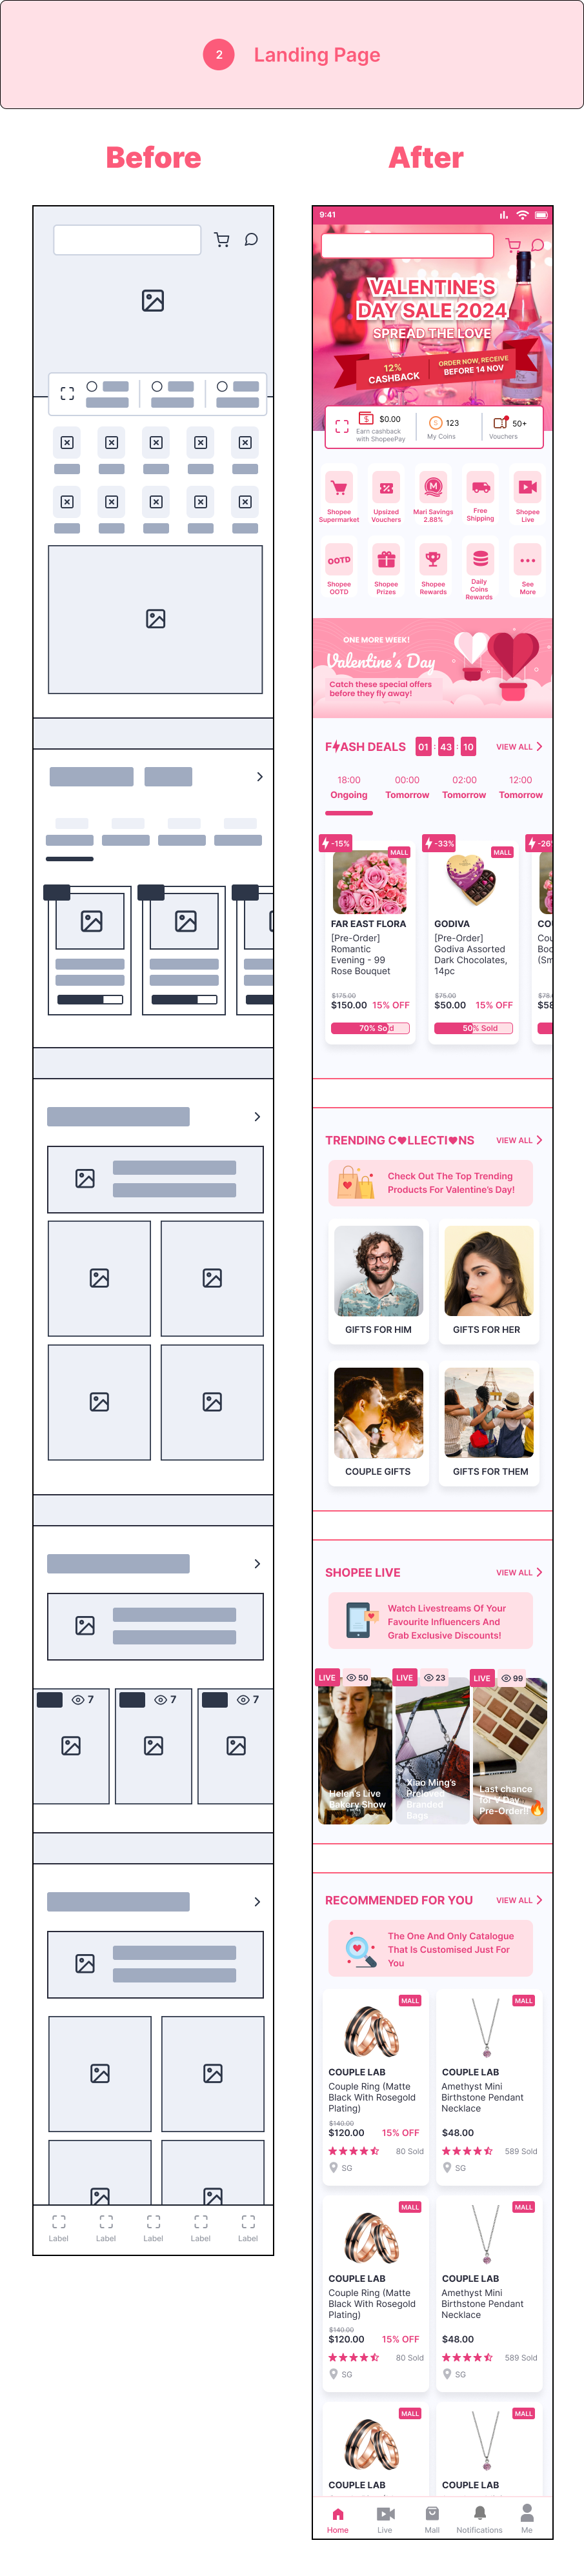 2
Landing Page
Before
After
7
7
7
Label
Label
Label
Label
Label
9:41
VALENTINE'S
DAY SALE 2024
SPREAD THE LOVE
12%
CASHBACK
ORDER NOW, RECEIVE
BEFORE 14 NOV
$
$0.00
Earn cashback
with ShopeePay
S
123
My Coins
50+
Vouchers
Shopee
Supermarket
Upsized
Vouchers
M
Mari Savings
2.88%
Free
Shipping
Shopee
Live
OOTD
Shopee
OOTD
Shopee
Prizes
Shopee
Rewards
Daily
Coins
Rewards
See
More
ONE MORE WEEK!
Valentine's Day
Catch these special offers
before they fly away!
FLASH DEALS
01 : 43 : 10
VIEW ALL
18:00
Ongoing
00:00
Tomorrow
02:00
Tomorrow
12:00
Tomorrow
-15%
MALL
FAR EAST FLORA
[Pre-Order]
Romantic
Evening - 99
Rose Bouquet
$175.00
$150.00 15% OFF
70% Sold
-33%
MALL
GODIVA
[Pre-Order]
Godiva Assorted
Dark Chocolates,
14pc
$75.00
$50.00 15% OFF
50% Sold
-26
COU
Cou
Boo
(Sm
$78.
$58
TRENDING COLLECTIONS
VIEW ALL
Check Out The Top Trending
Products For Valentine's Day!
GIFTS FOR HIM
GIFTS FOR HER
COUPLE GIFTS
GIFTS FOR THEM
SHOPEE LIVE
VIEW ALL
Watch Livestreams Of Your
Favourite Influencers And
Grab Exclusive Discounts!
LIVE
50
Helen's Live
Bakery Show
LIVE
23
Xiao Ming's
Preloved
Branded
Bags
LIVE
99
Last chance
for V-Day
Pre-Order!!🔥
RECOMMENDED FOR YOU
VIEW ALL
The One And Only Catalogue
That Is Customised Just For
You
MALL
COUPLE LAB
Couple Ring (Matte
Black With Rosegold
Plating)
$140.00
$120.00 15% OFF
80 Sold
SG
MALL
COUPLE LAB
Amethyst Mini
Birthstone Pendant
Necklace
$48.00
589 Sold
SG
COUPLE LAB
Couple Ring (Matte
Black With Rosegold
Plating)
$140.00
$120.00 15% OFF
80 Sold
SG
MALL
MALL
COUPLE LAB
Amethyst Mini
Birthstone Pendant
Necklace
$48.00
589 Sold
SG
MALL
COUPLE LAB
MALL
COUPLE LAB
Home
Live
Mall
Notifications
Me